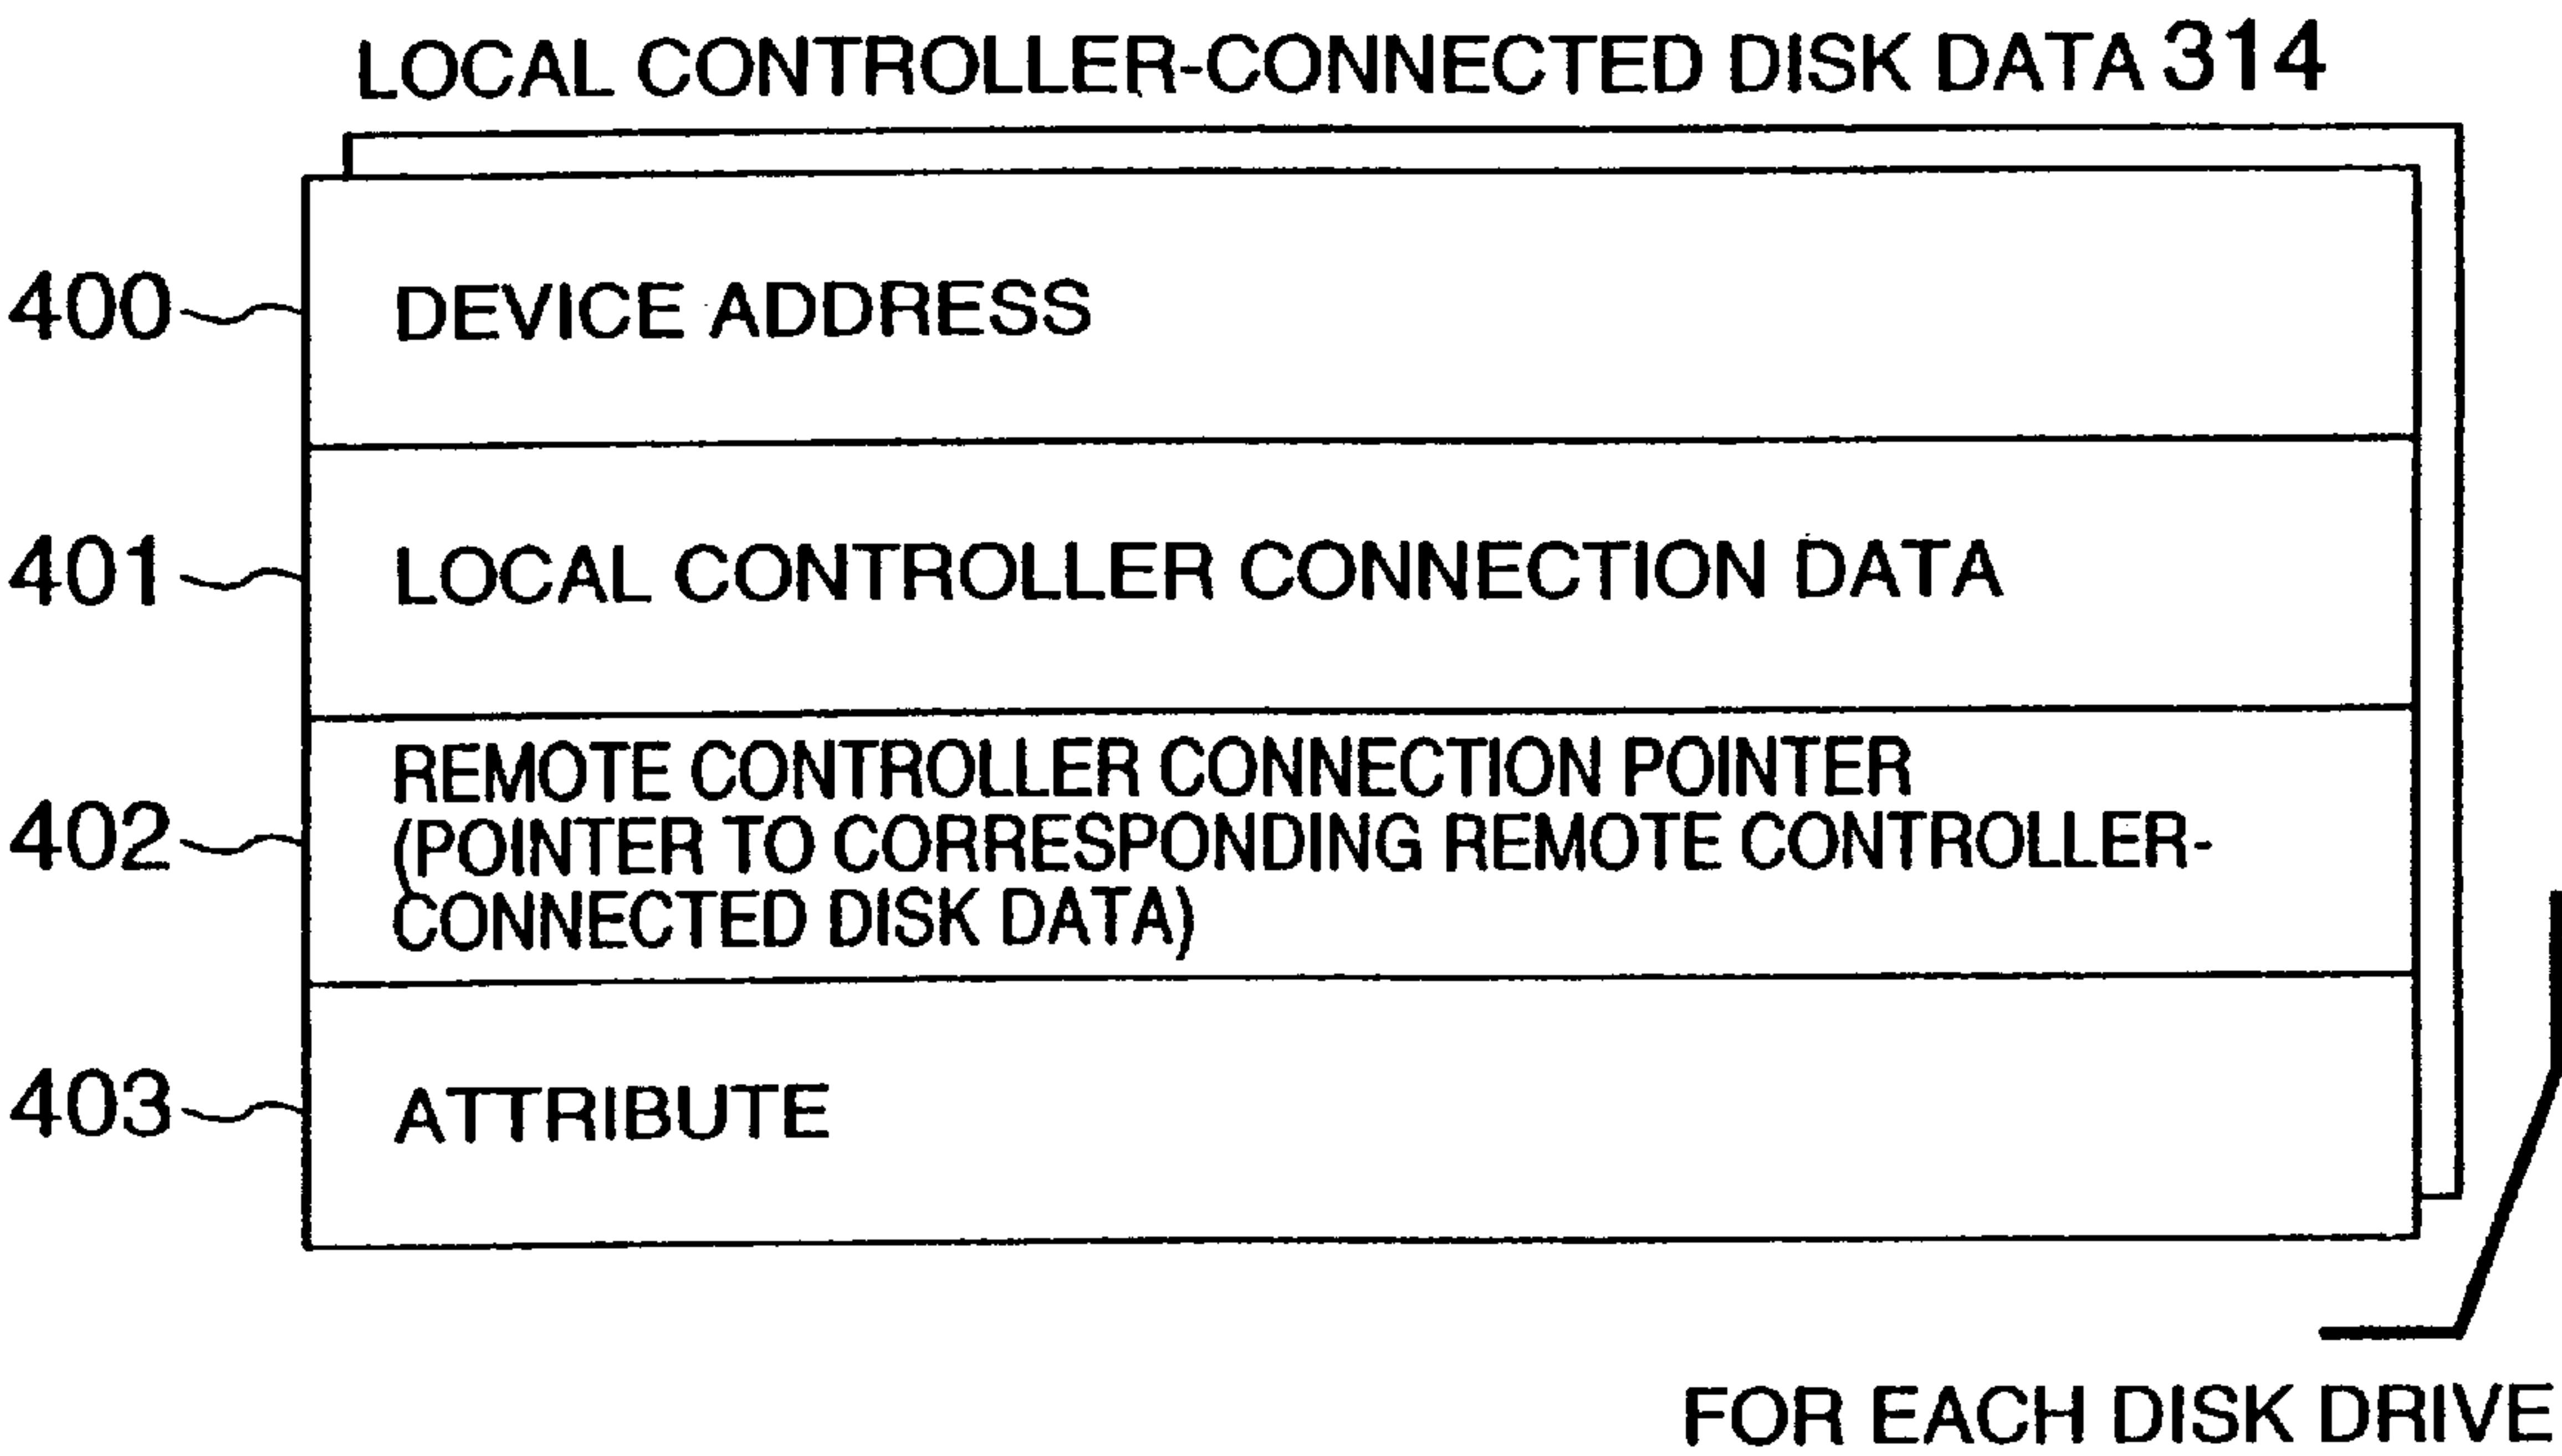 LOCAL CONTROLLER-CONNECTED DISK DATA 314
400 DEVICE ADDRESS
401 LOCAL CONTROLLER CONNECTION DATA
REMOTE CONTROLLER CONNECTION POINTER
402 (POINTER TO CORRESPONDING REMOTE CONTROLLER-
CONNECTED DISK DATA)
403 ATTRIBUTE
FOR EACH DISK DRIVE